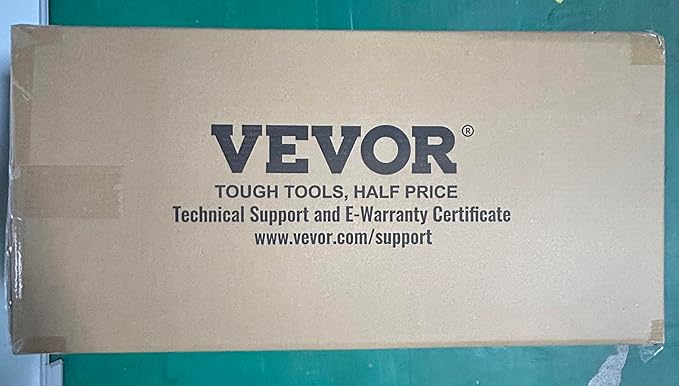 VEVOR®
TOUGH TOOLS, HALF PRICE
Technical Support and E-Warranty Certificate
www.vevor.com/support